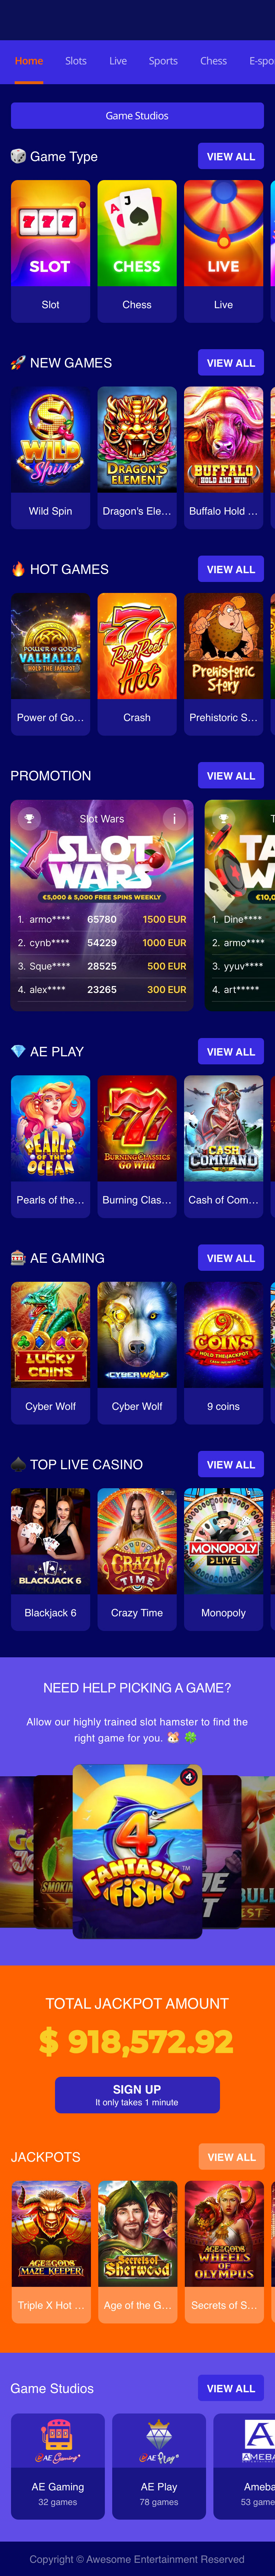 Home Slots Live Sports Chess E-spo
Game Studios
Game Type VIEW ALL
777
SLOT CHESS LIVE
Slot Chess Live
NEW GAMES VIEW ALL
WILD Spin DRAGON'S ELEMENT BUFFALO HOLD AND WIN
Wild Spin Dragon's Ele... Buffalo Hold ...
HOT GAMES VIEW ALL
POWER OF GODS VALHALLA HOLD THE JACKPOT Reel Reel Hot Prehistoric Story
Power of Go... Crash Prehistoric S...
PROMOTION VIEW ALL
Slot Wars i
SLOT WARS
€5,000 & 5,000 FREE SPINS WEEKLY
1. armo**** 65780 1500 EUR
2. cynb**** 54229 1000 EUR
3. Sque**** 28525 500 EUR
4. alex**** 23265 300 EUR
T
TA
W
€10,0
1. Dine****
2. armo****
3. yyuv****
4. art*****
AE PLAY VIEW ALL
PEARLS OF THE OCEAN BURNING CLASSICS Go Wild CASH COMMAND
Pearls of the... Burning Clas... Cash of Com...
AE GAMING VIEW ALL
LUCKY COINS CYBER WOLF 9 COINS HOLD THE JACKPOT
Cyber Wolf Cyber Wolf 9 coins
TOP LIVE CASINO VIEW ALL
BLACKJACK 6 CRAZY TIME MONOPOLY LIVE
Blackjack 6 Crazy Time Monopoly
NEED HELP PICKING A GAME?
Allow our highly trained slot hamster to find the
right game for you.
4
4 FANTASTIC FISH™
TOTAL JACKPOT AMOUNT
$ 918,572.92
SIGN UP
It only takes 1 minute
JACKPOTS VIEW ALL
AGE OF THE GODS MAZE KEEPER Secrets of Sherwood AGE OF THE GODS WHEELS OF OLYMPUS
Triple X Hot ... Age of the G... Secrets of S...
Game Studios VIEW ALL
AE Gaming AE Play A AMEBA
AE Gaming AE Play Ameba
32 games 78 games 53 game
Copyright © Awesome Entertainment Reserved